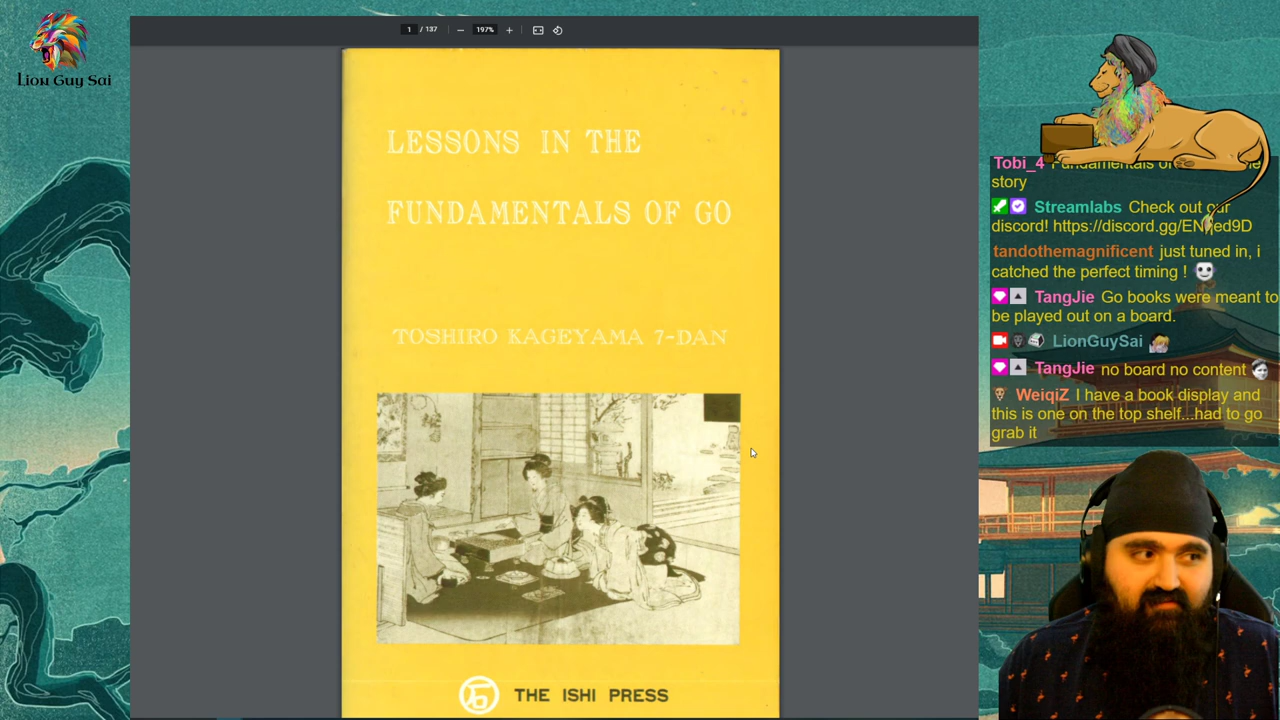 Lion Guy Sai
1 / 137
197%
LESSONS IN THE
FUNDAMENTALS OF GO
TOSHIRO KAGEYAMA 7-DAN
THE ISHI PRESS
Tobi_4
story
Streamlabs Check out our
discord!
tandothemagnificent just tuned in, i
catched the perfect timing !
TangJie Go books were meant to
be played out on a board.
LionGuySai
TangJie no board no content
WeiqiZ I have a book display and
this is one on the top shelf...had to go
grab it